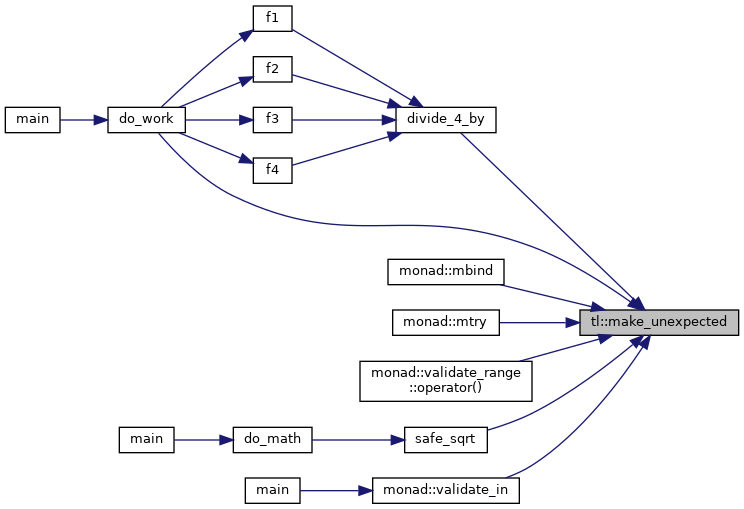 f1
f2
main
do_work
f3
divide_4_by
f4
monad::mbind
monad::mtry
tl::make_unexpected
monad::validate_range
::operator()
main
do_math
safe_sqrt
main
monad::validate_in